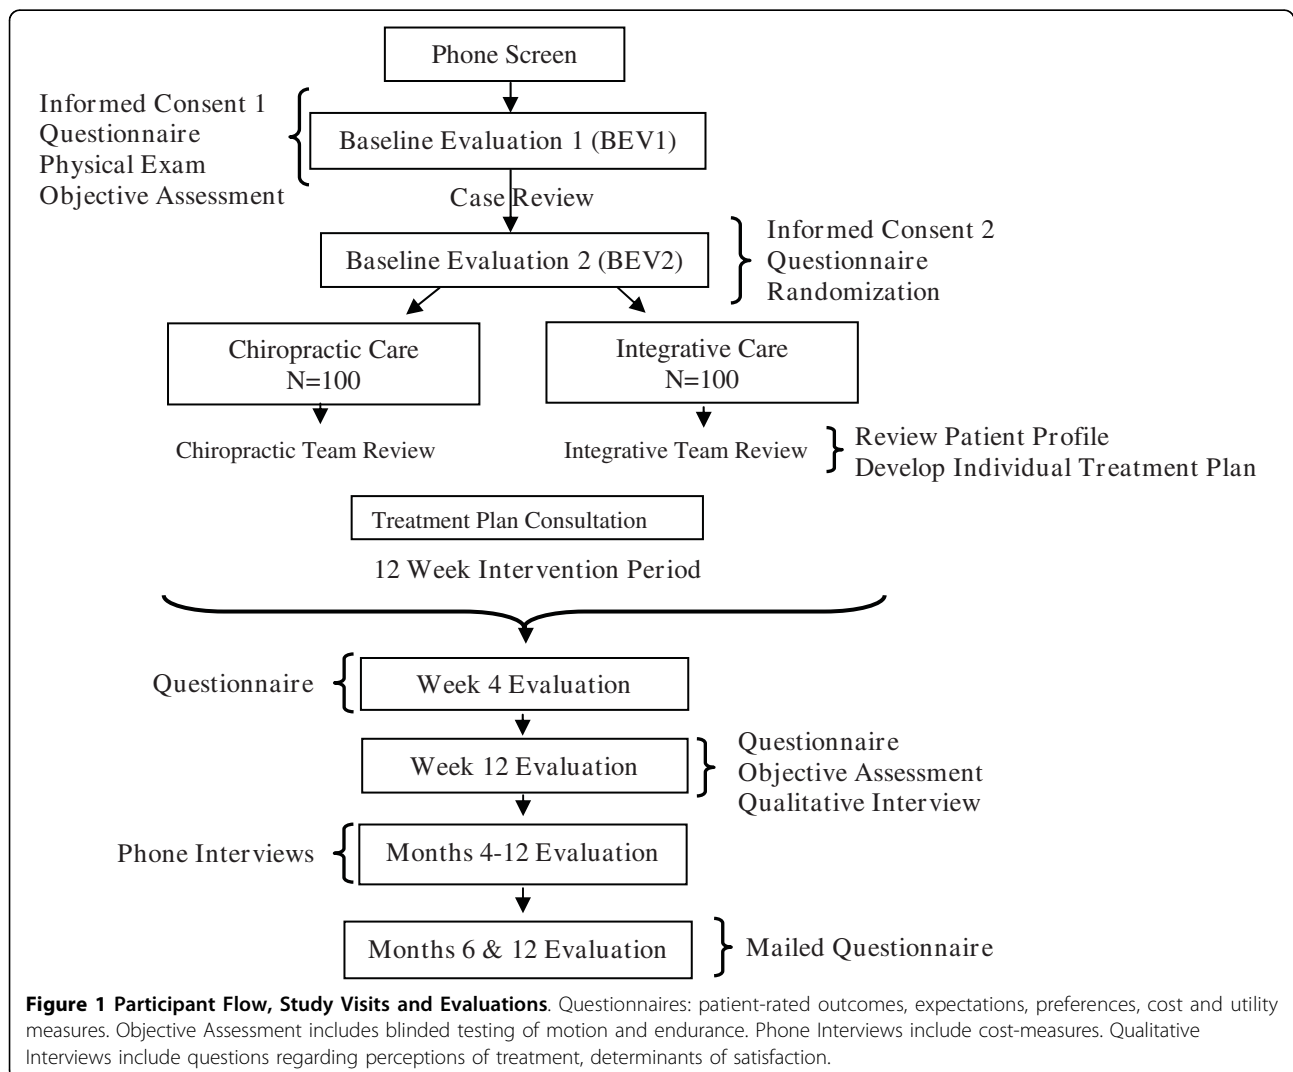 Phone Screen
Informed Consent 1
Questionnaire
Physical Exam
Objective Assessment
Baseline Evaluation 1 (BEV1)
Case Review
Baseline Evaluation 2 (BEV2)
Informed Consent 2
Questionnaire
Randomization
Chiropractic Care
N=100
Integrative Care
N=100
Chiropractic Team Review
Integrative Team Review
Review Patient Profile
Develop Individual Treatment Plan
Treatment Plan Consultation
12 Week Intervention Period
Questionnaire
Week 4 Evaluation
Week 12 Evaluation
Questionnaire
Objective Assessment
Qualitative Interview
Phone Interviews
Months 4-12 Evaluation
Months 6 & 12 Evaluation
Mailed Questionnaire
Figure 1 Participant Flow, Study Visits and Evaluations. Questionnaires: patient-rated outcomes, expectations, preferences, cost and utility
measures. Objective Assessment includes blinded testing of motion and endurance. Phone Interviews include cost-measures. Qualitative
Interviews include questions regarding perceptions of treatment, determinants of satisfaction.